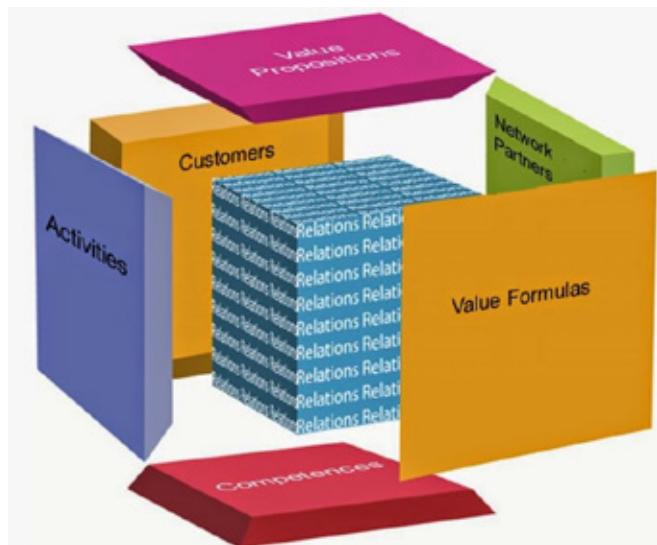 Value
Propositions
Customers
Network
Partners
Activities
Relations Relati
Relations Relati
Relations Relati
Relations Relati
Relations Relati
Relations Relati
Relations Relati
Relations Relati
Value Formulas
Competences